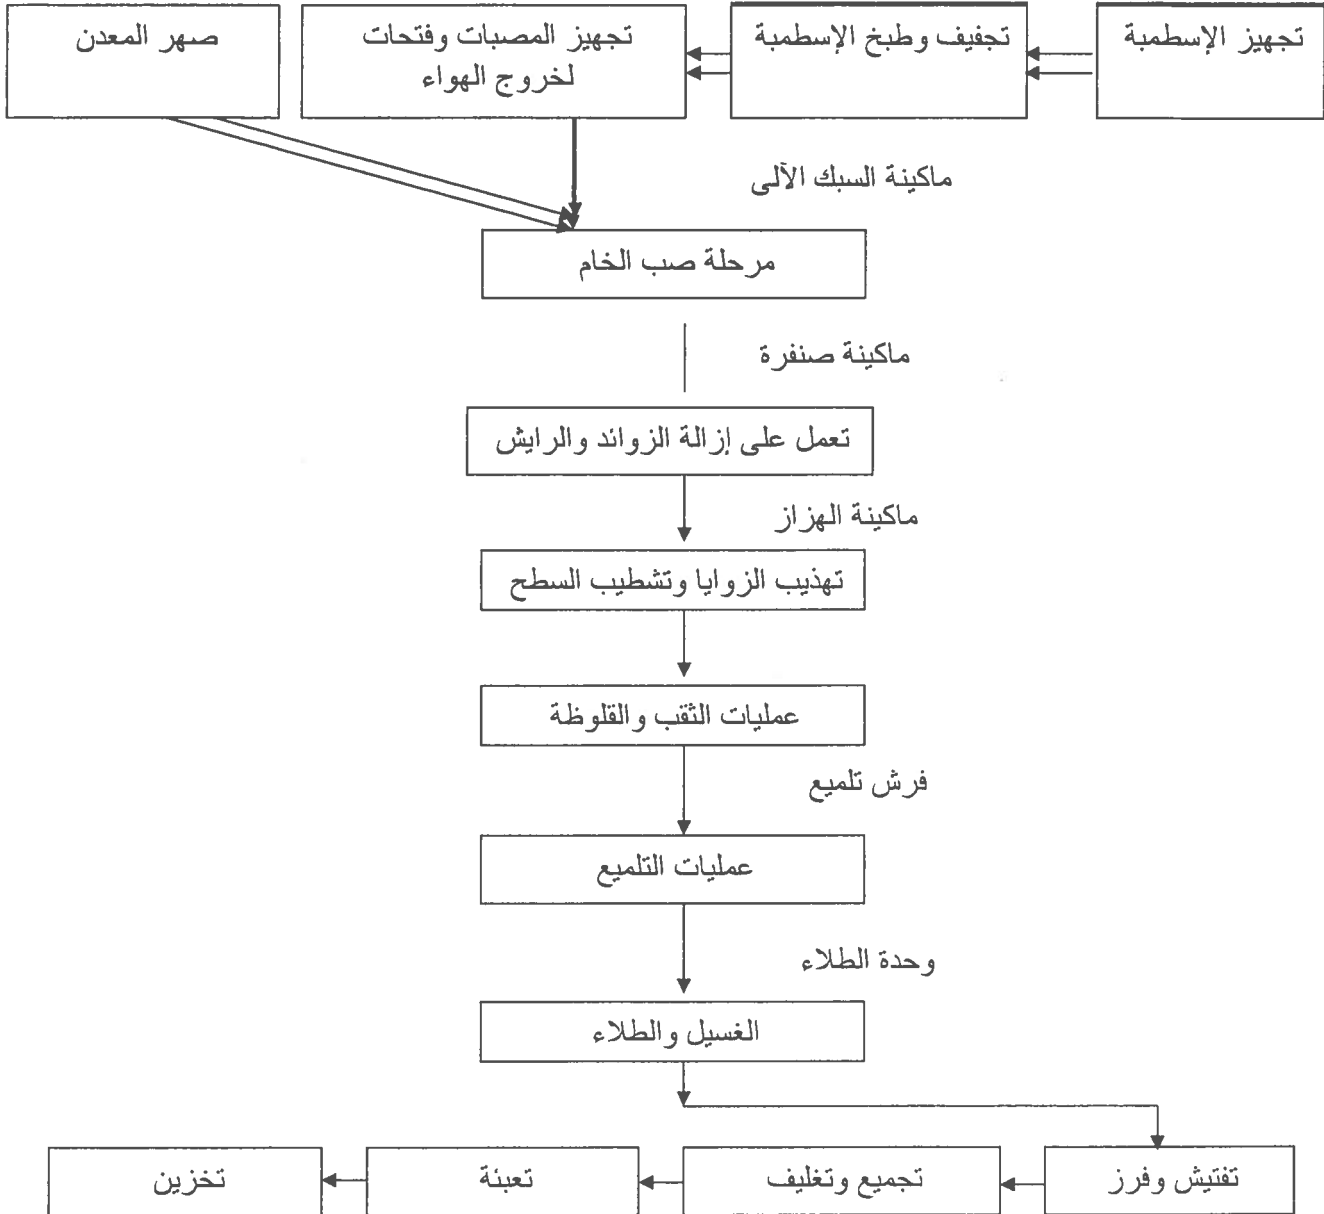 تجهيز الإسطمبة
تجفيف وطبخ الإسطمبة
تجهيز المصبات وفتحات
لخروج الهواء
صهر المعدن
ماكينة السبك الآلى
مرحلة صب الخام
ماكينة صنفرة
تعمل على إزالة الزوائد والرايش
ماكينة الهزاز
تهذيب الزوايا وتشطيب السطح
عمليات الثقب والقلوظة
فرش تلميع
عمليات التلميع
وحدة الطلاء
الغسيل والطلاء
تفتيش وفرز
تجميع وتغليف
تعبئة
تخزين